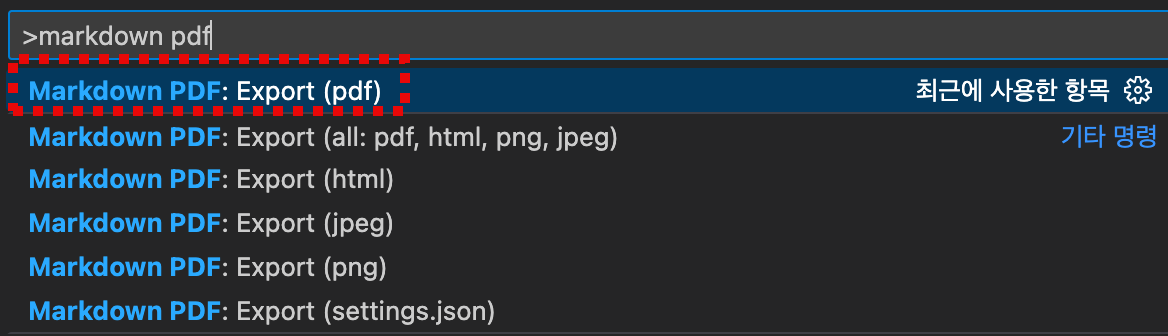 >markdown pdf
Markdown PDF: Export (pdf) 최근에 사용한 항목
Markdown PDF: Export (all: pdf, html, png, jpeg) 기타 명령
Markdown PDF: Export (html)
Markdown PDF: Export (jpeg)
Markdown PDF: Export (png)
Markdown PDF: Export (settings.json)